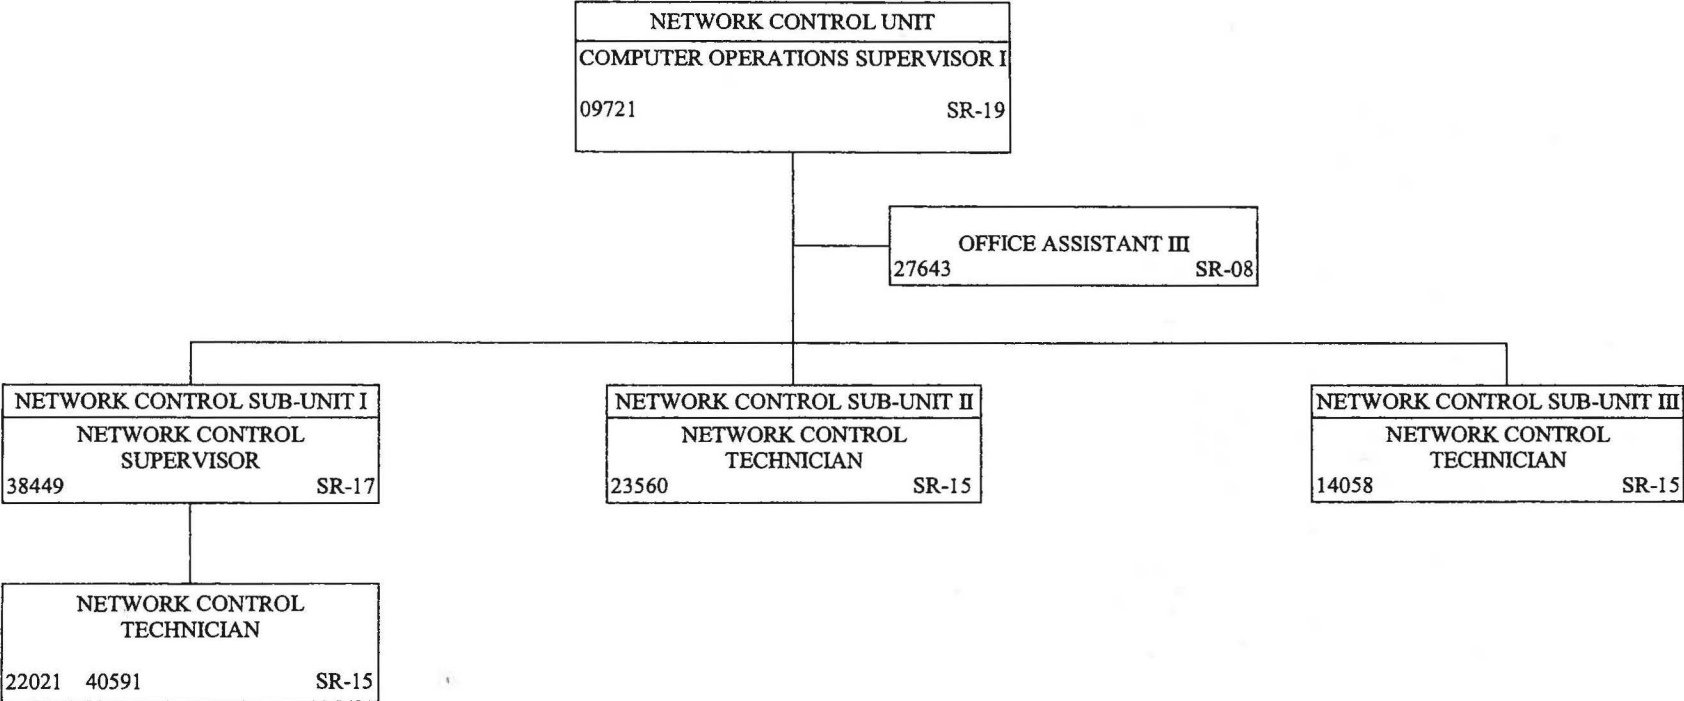 NETWORK CONTROL UNIT
COMPUTER OPERATIONS SUPERVISOR I
09721 SR-19
OFFICE ASSISTANT III
27643 SR-08
NETWORK CONTROL SUB-UNIT I
NETWORK CONTROL
SUPERVISOR
38449 SR-17
NETWORK CONTROL SUB-UNIT II
NETWORK CONTROL
TECHNICIAN
23560 SR-15
NETWORK CONTROL SUB-UNIT III
NETWORK CONTROL
TECHNICIAN
14058 SR-15
NETWORK CONTROL
TECHNICIAN
22021 40591 SR-15